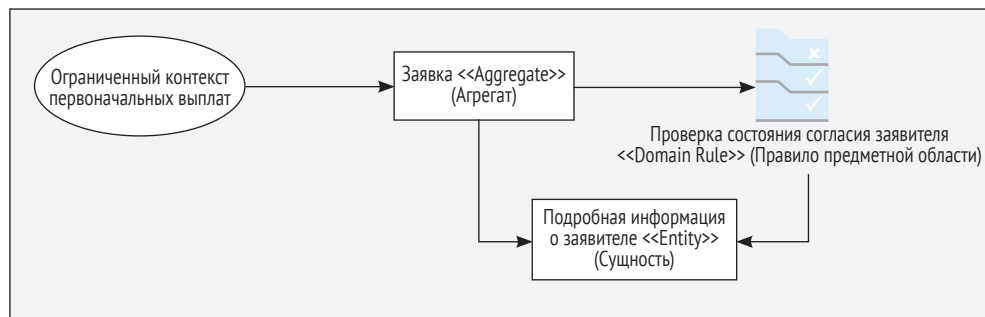 Ограниченный контекст
первоначальных выплат
Заявка <<Aggregate>>
(Агрегат)
Проверка состояния согласия заявителя
<<Domain Rule>> (Правило предметной области)
Подробная информация
о заявителе <<Entity>>
(Сущность)